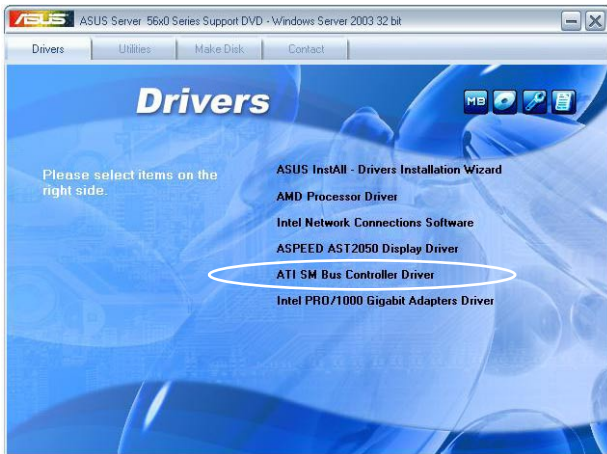 ASUS ASUS Server 56x0 Series Support DVD - Windows Server 2003 32 bit
Drivers Utilities Make Disk Contact
Drivers
MB
Please select items on the
right side.
ASUS InstAll - Drivers Installation Wizard
AMD Processor Driver
Intel Network Connections Software
ASPEED AST2050 Display Driver
ATI SM Bus Controller Driver
Intel PRO/1000 Gigabit Adapters Driver